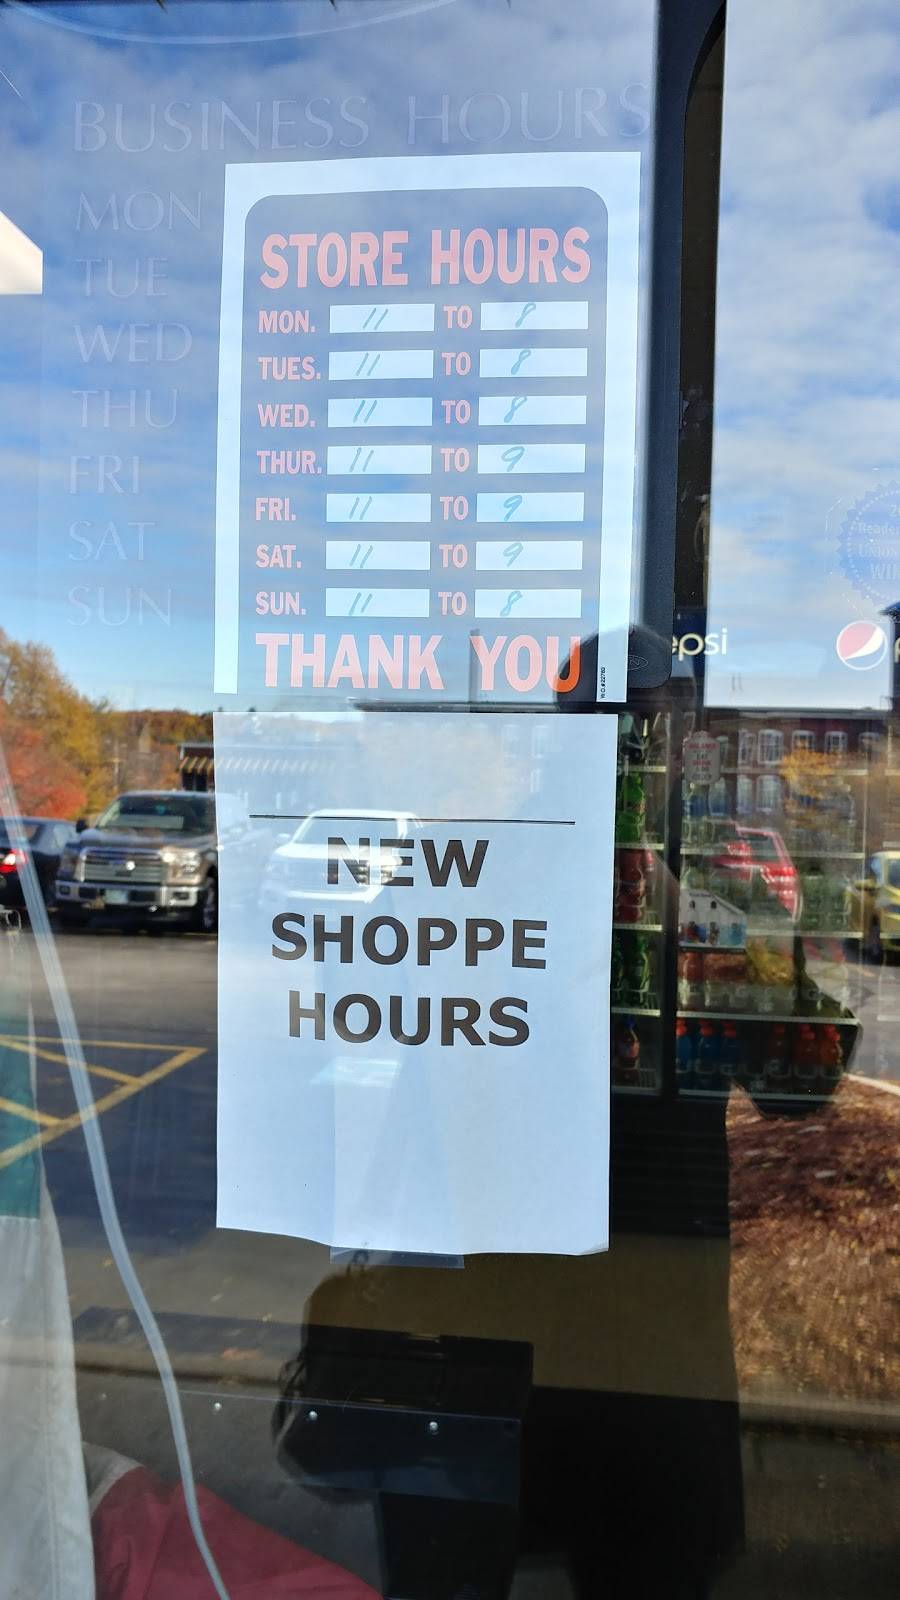 BUSINESS HOURS
MON
TUE
WED
THU
FRI
SAT
SUN
STORE HOURS
MON. 11 TO 8
TUES. 11 TO 8
WED. 11 TO 8
THUR. 11 TO 9
FRI. 11 TO 9
SAT. 11 TO 9
SUN. 11 TO 8
THANK YOU
NEW
SHOPPE
HOURS
epsi